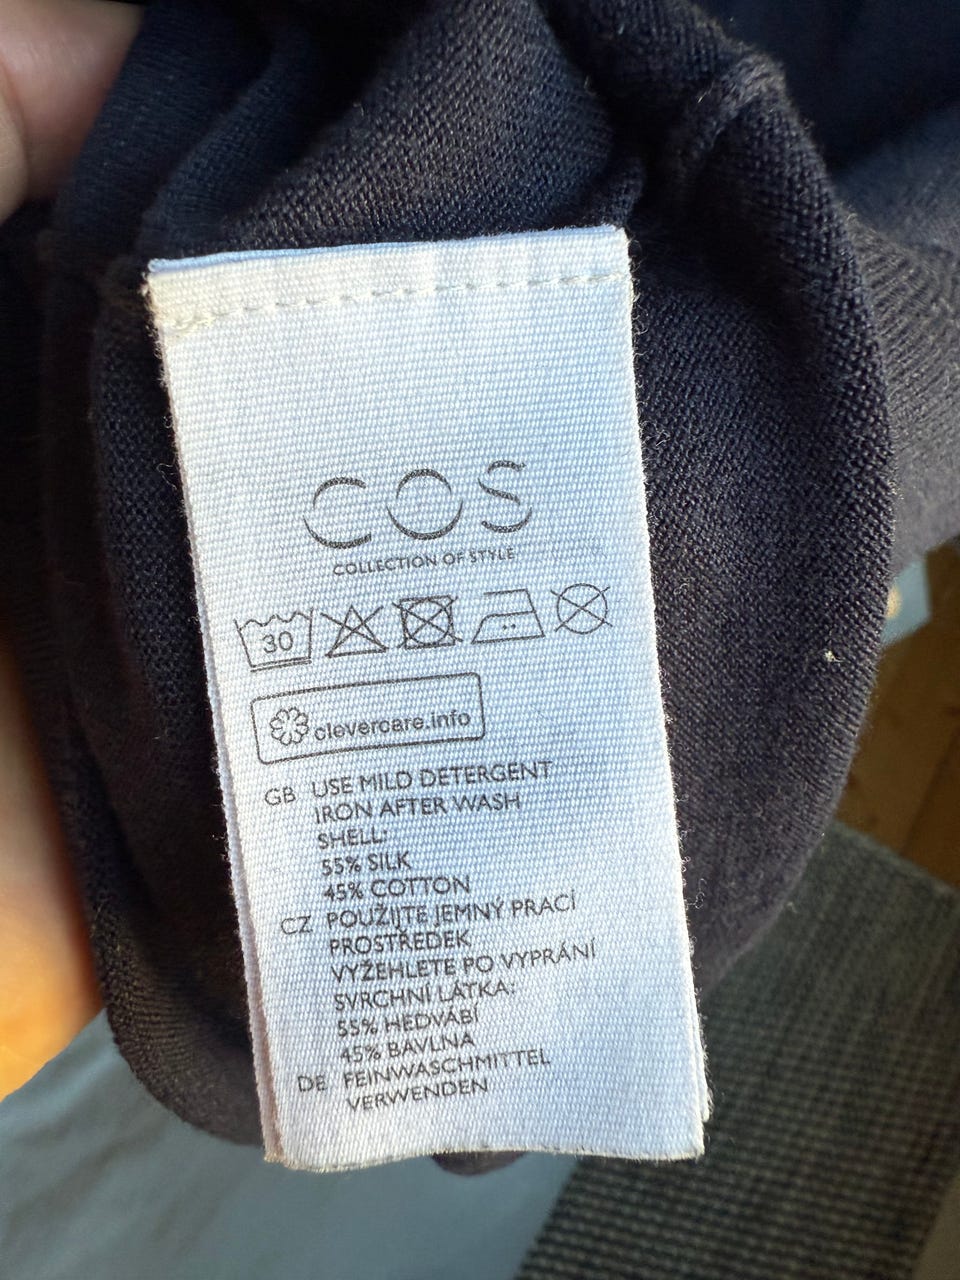 COS
COLLECTION OF STYLE
30
clevercare.info
GB USE MILD DETERGENT
IRON AFTER WASH
SHELL:
55% SILK
45% COTTON
CZ POUŽIJTE JEMNÝ PRACÍ
PROSTŘEDEK
VYŽEHLETE PO VYPRÁNÍ
SVRCHNÍ LÁTKA:
55% HEDVÁBÍ
45% BAVLNA
DE FEINWASCHMITTEL
VERWENDEN